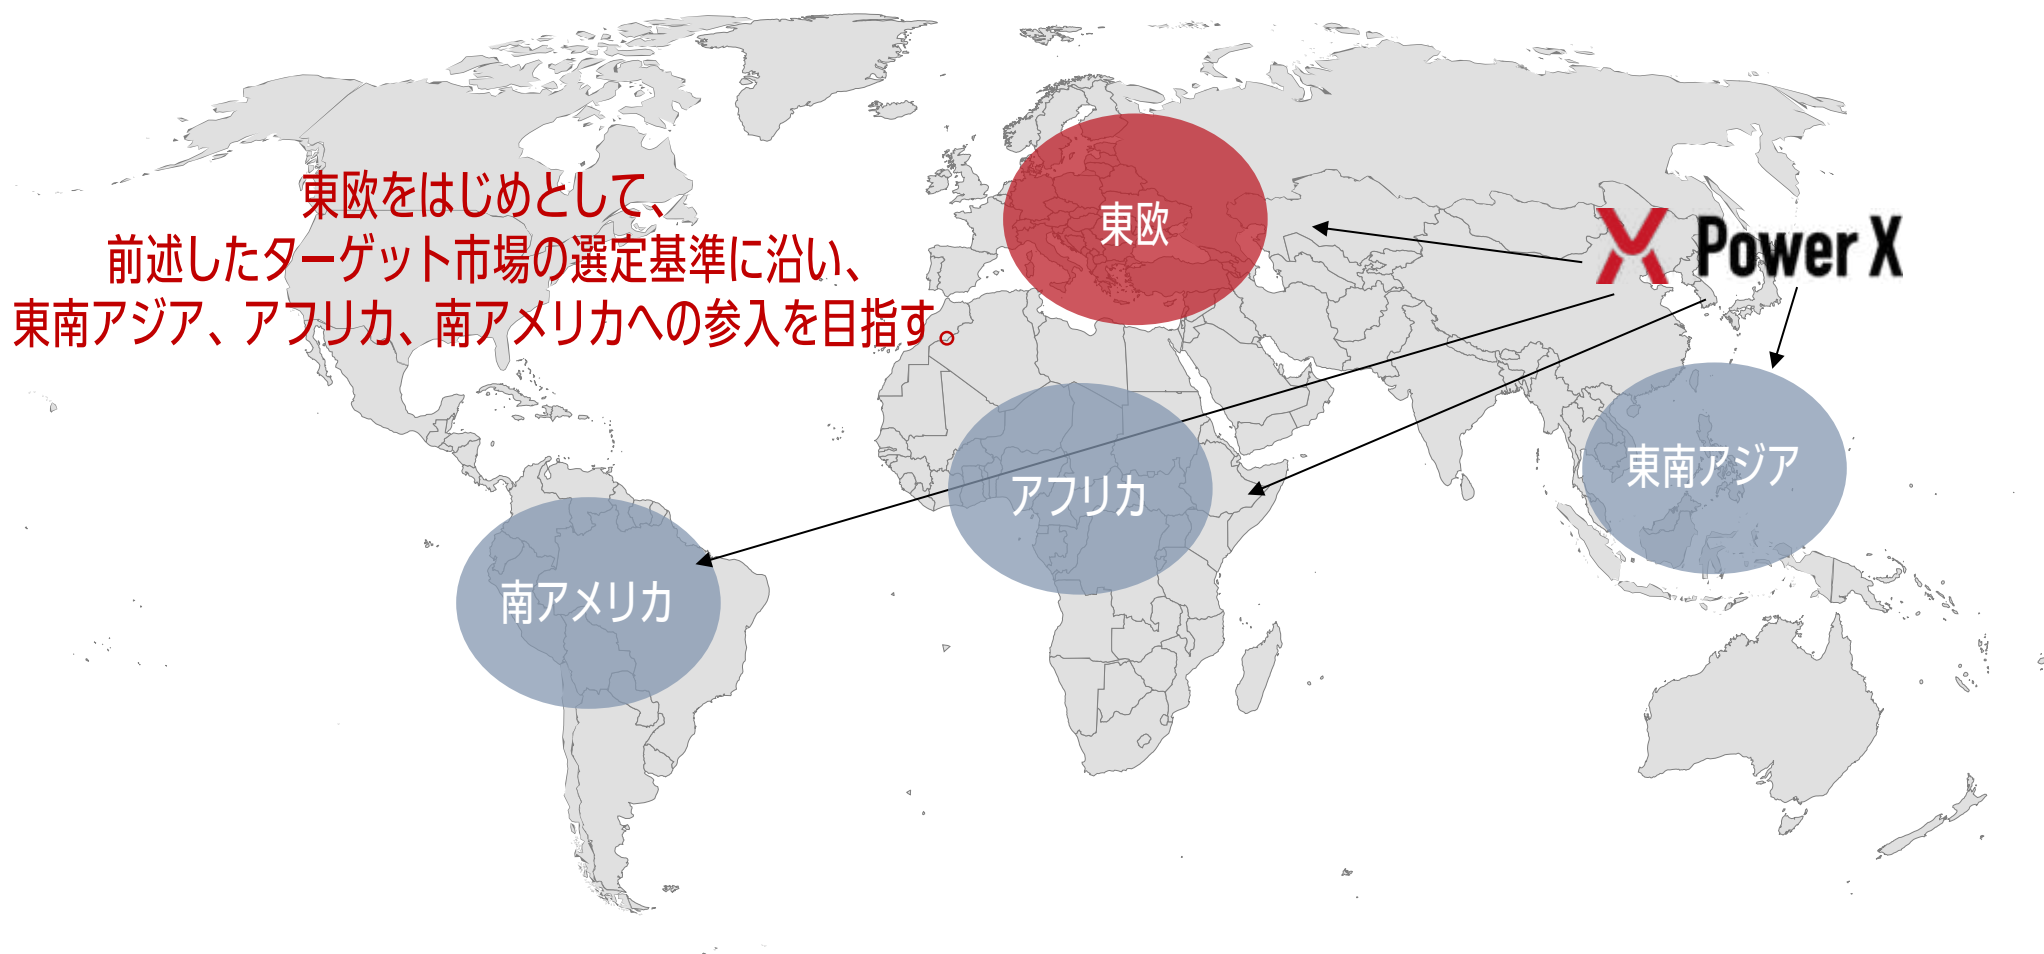 東欧をはじめとして、
前述したターゲット市場の選定基準に沿い、
東南アジア、アフリカ、南アメリカへの参入を目指す。
東欧
Power X
東南アジア
アフリカ
南アメリカ